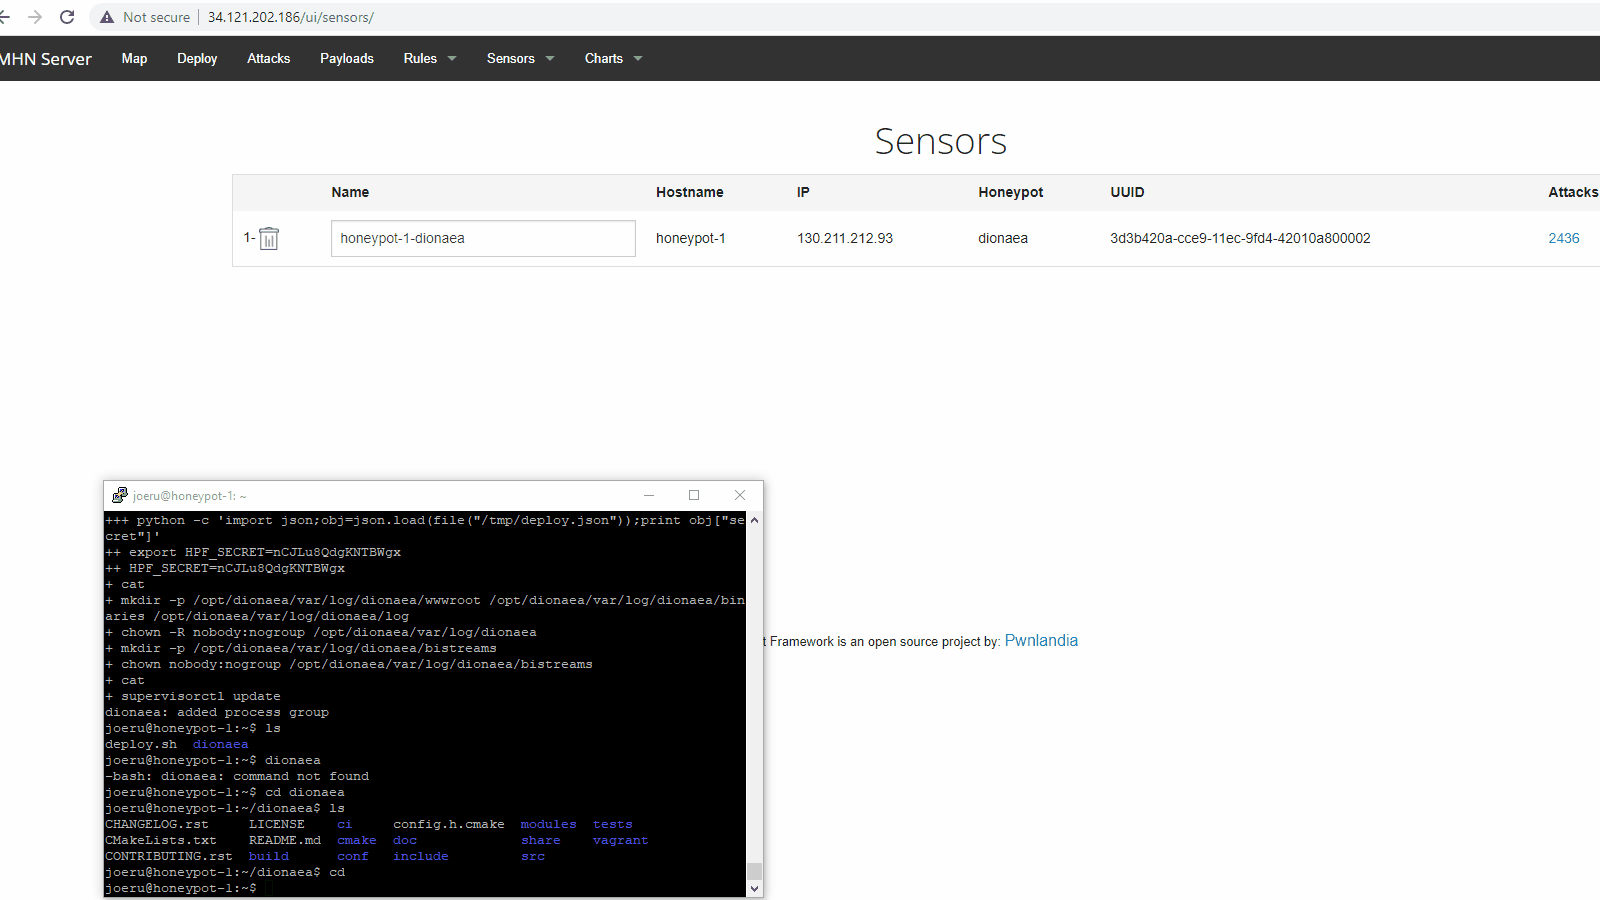 Not secure 34.121.202.186/ui/sensors/
MHN Server Map Deploy Attacks Payloads Rules Sensors Charts
Sensors
Name Hostname IP Honeypot UUID Attacks
1- honeypot-1-dionaea honeypot-1 130.211.212.93 dionaea 3d3b420a-cce9-11ec-9fd4-42010a800002 2436
joeru@honeypot-1: ~
+++ python -c 'import json;obj=json.load(file("/tmp/deploy.json"));print obj["se
cret"]'
++ export HPF_SECRET=nCJLu8QdgKNTBWgx
++ HPF_SECRET=nCJLu8QdgKNTBWgx
+ cat
+ mkdir -p /opt/dionaea/var/log/dionaea/wwwroot /opt/dionaea/var/log/dionaea/bin
aries /opt/dionaea/var/log/dionaea/log
+ chown -R nobody:nogroup /opt/dionaea/var/log/dionaea
+ mkdir -p /opt/dionaea/var/log/dionaea/bistreams
+ chown nobody:nogroup /opt/dionaea/var/log/dionaea/bistreams
+ cat
+ supervisorctl update
dionaea: added process group
joeru@honeypot-1:~$ ls
deploy.sh dionaea
joeru@honeypot-1:~$ dionaea
-bash: dionaea: command not found
joeru@honeypot-1:~$ cd dionaea
joeru@honeypot-1:~/dionaea$ ls
CHANGELOG.rst LICENSE ci config.h.cmake modules tests
CMakeLists.txt README.md cmake doc share vagrant
CONTRIBUTING.rst build conf include src
joeru@honeypot-1:~/dionaea$ cd
joeru@honeypot-1:~$
t Framework is an open source project by: Pwnlandia